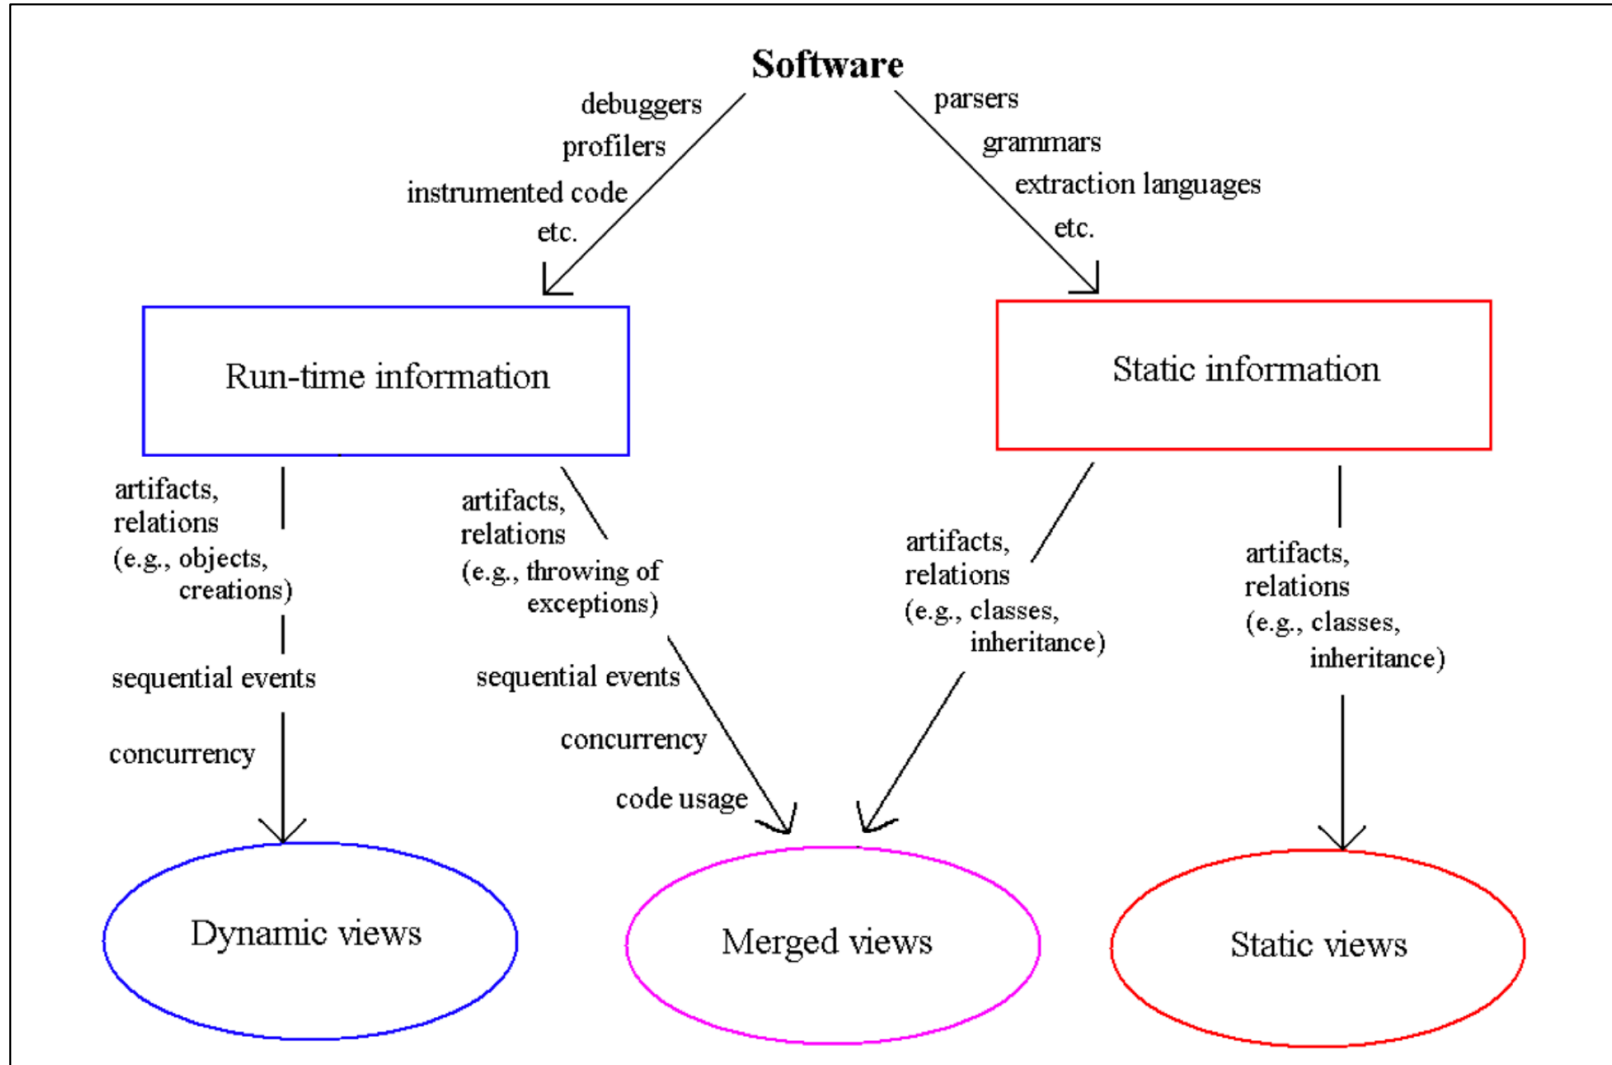 Software
debuggers
profilers
instrumented code
etc.
parsers
grammars
extraction languages
etc.
Run-time information
Static information
artifacts,
relations
(e.g., objects,
creations)
sequential events
concurrency
artifacts,
relations
(e.g., throwing of
exceptions)
sequential events
concurrency
code usage
artifacts,
relations
(e.g., classes,
inheritance)
artifacts,
relations
(e.g., classes,
inheritance)
Dynamic views
Merged views
Static views